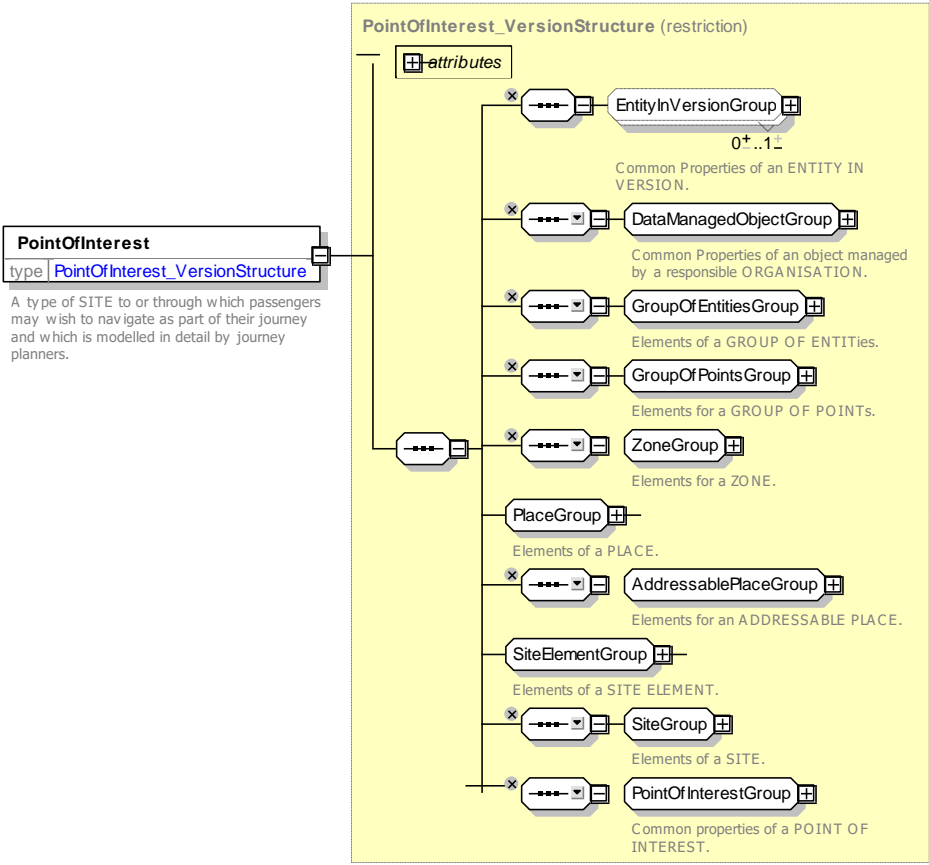 PointOfInterest_VersionStructure (restriction)
attributes
EntityInVersionGroup
0±..1±
Common Properties of an ENTITY IN
VERSION.
DataManagedObjectGroup
Common Properties of an object managed
by a responsible ORGANISATION.
PointOfInterest
type PointOfInterest_VersionStructure
A type of SITE to or through which passengers
may wish to navigate as part of their journey
and which is modelled in detail by journey
planners.
GroupOfEntitiesGroup
Elements of a GROUP OF ENTITies.
GroupOfPointsGroup
Elements for a GROUP OF POINTs.
ZoneGroup
Elements for a ZONE.
PlaceGroup
Elements of a PLACE.
AddressablePlaceGroup
Elements for an ADDRESSABLE PLACE.
SiteElementGroup
Elements of a SITE ELEMENT.
SiteGroup
Elements of a SITE.
PointOfInterestGroup
Common properties of a POINT OF
INTEREST.